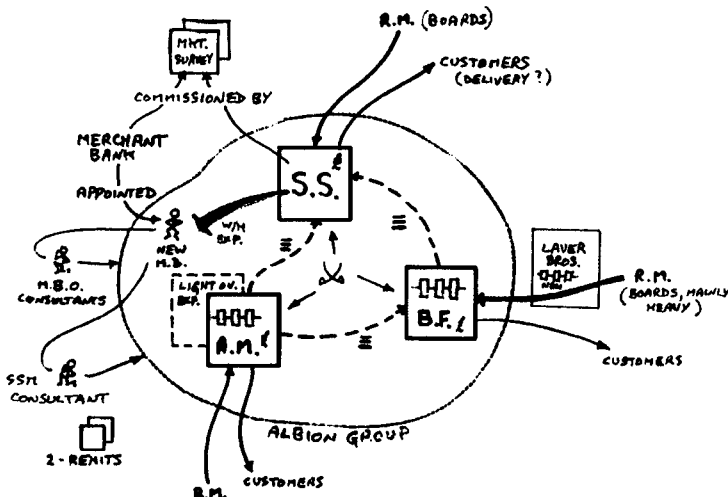 R.M. (BOARDS)
MKT.
SURVEY
CUSTOMERS
(DELIVERY ?)
COMMISSIONED BY
MERCHANT
BANK
APPOINTED
S.S.
W/H
EXP.
NEW
M.D.
M.B.O.
CONSULTANTS
LIGHT EN.
EXP.
A.M.
B.F.
LAVER
BROS.
NEW
R.M.
(BOARDS, MAINLY
HEAVY)
CUSTOMERS
SSM
CONSULTANT
ALBION GROUP
2-REMITS
R.M.
CUSTOMERS